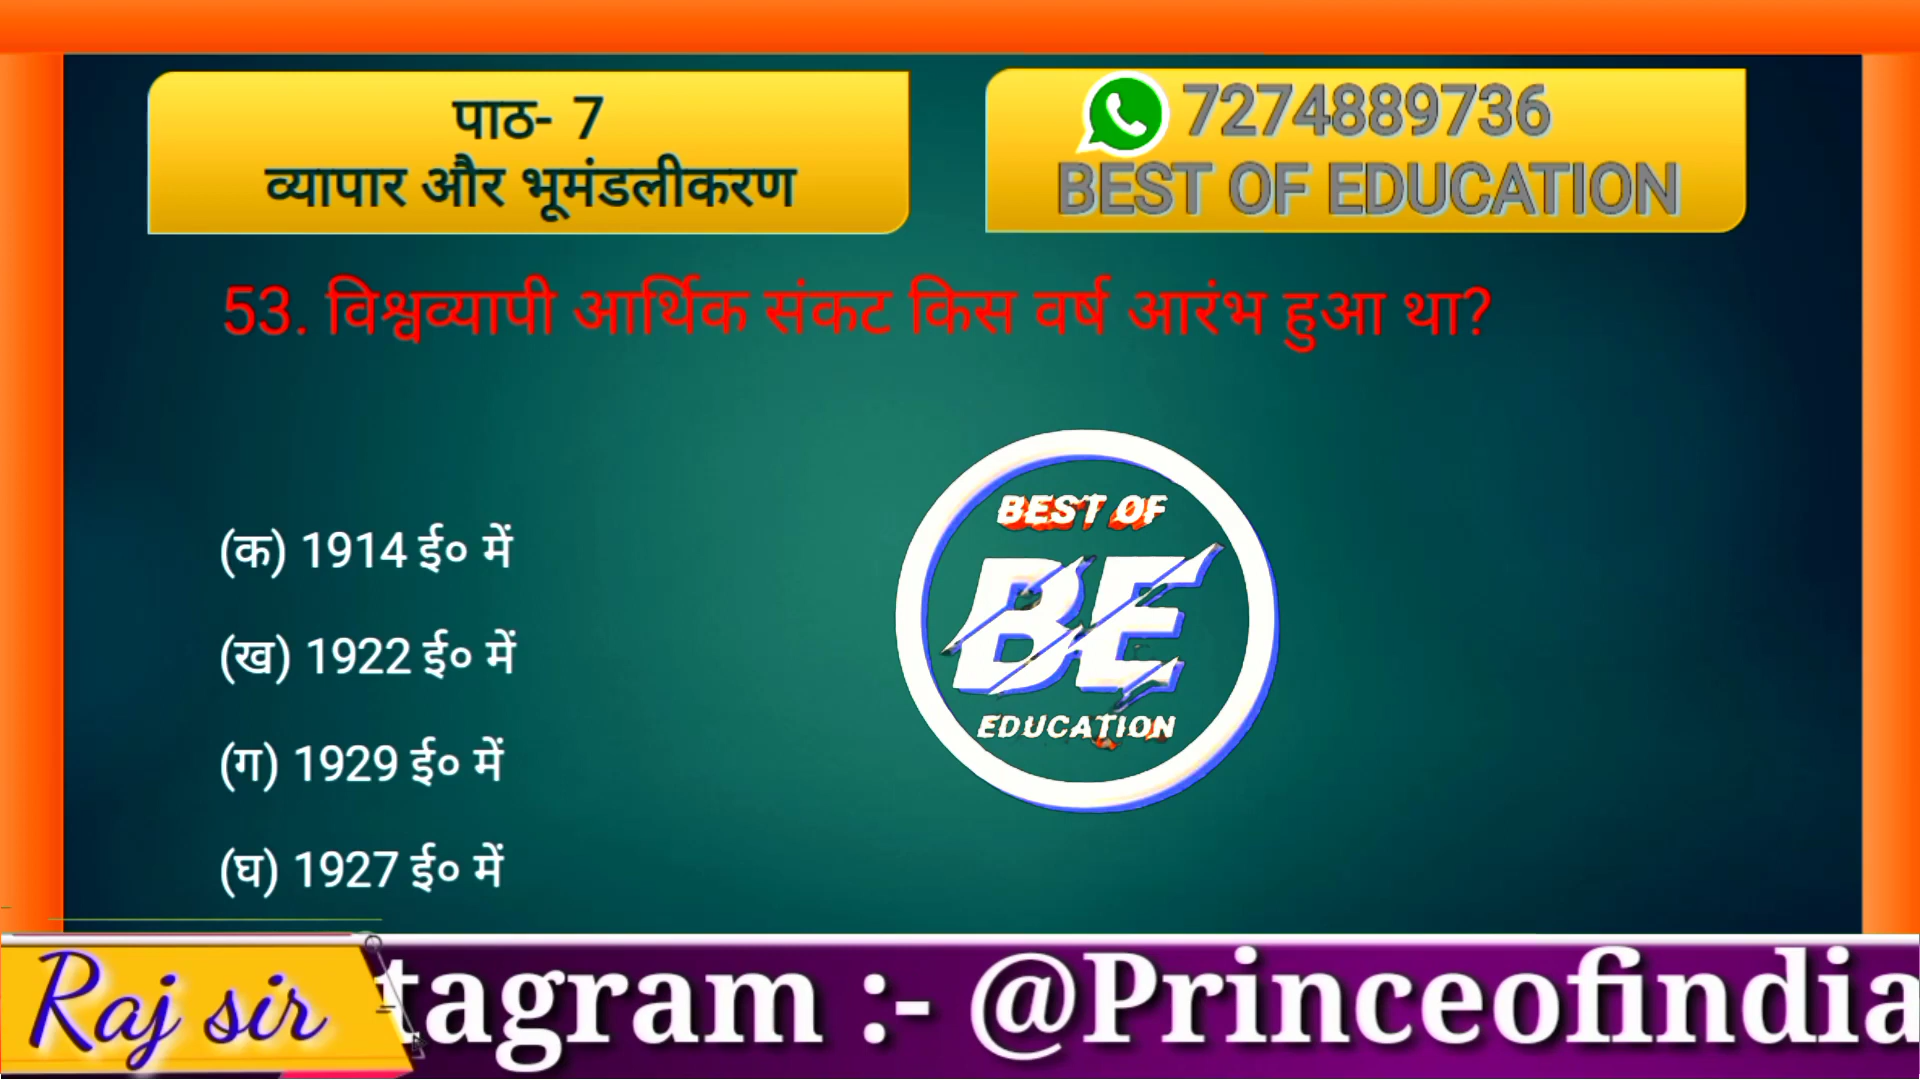 पाठ- 7
व्यापार और भूमंडलीकरण
7274889736
BEST OF EDUCATION
53. विश्वव्यापी आर्थिक संकट किस वर्ष आरंभ हुआ था?
(क) 1914 ई० में
(ख) 1922 ई० में
(ग) 1929 ई० में
(घ) 1927 ई० में
BEST OF
BE
EDUCATION
Raj sir
tagram :- @Princeofindia